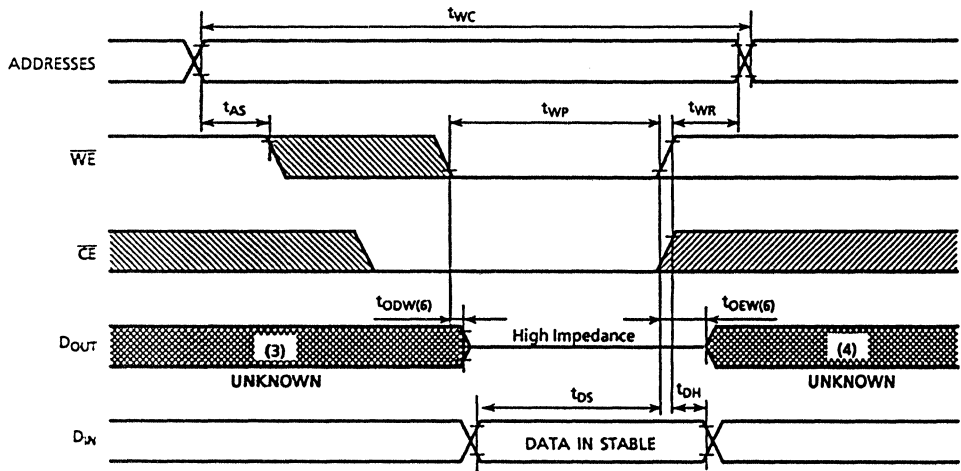 tWC
ADDRESSES
tAS
tWP
tWR
WE
CE
tODW(6)
tOEW(6)
DOUT
(3)
High Impedance
(4)
UNKNOWN
UNKNOWN
tDS
tDH
DIN
DATA IN STABLE